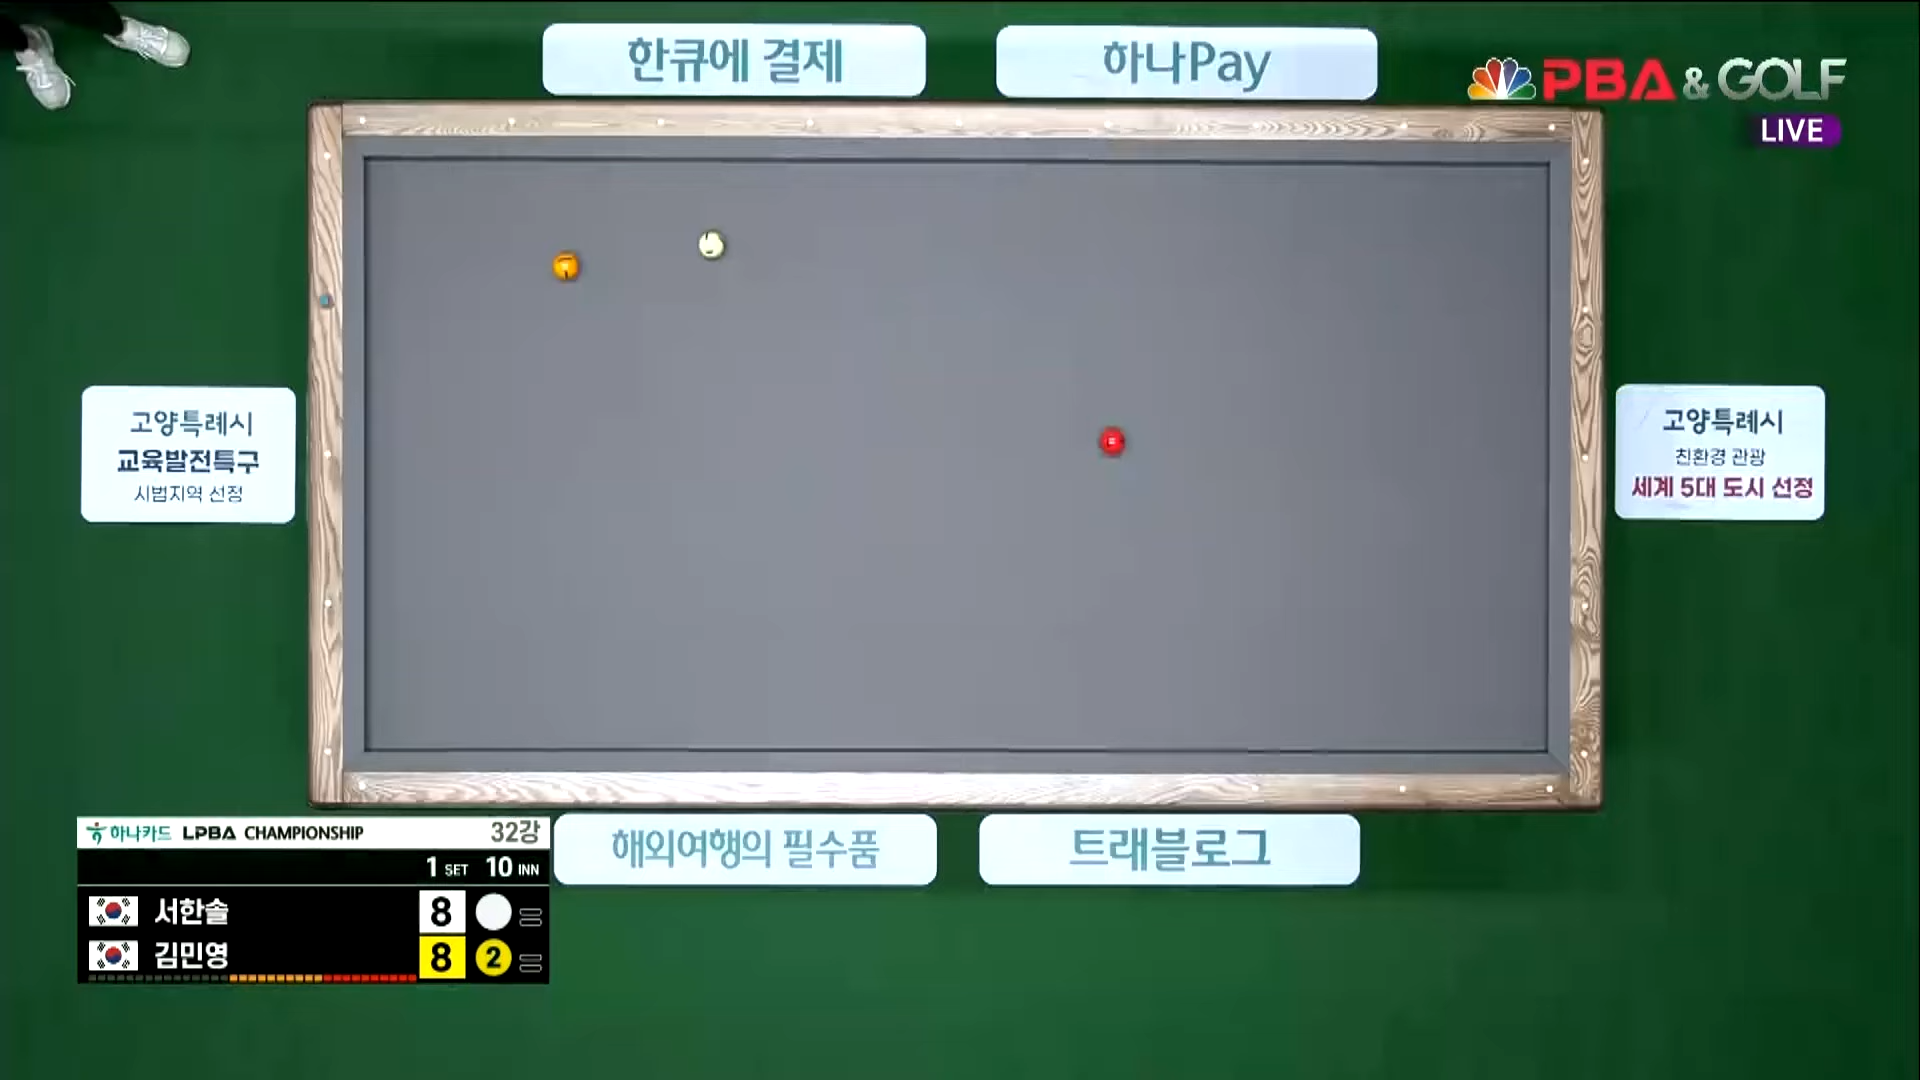 한큐에 결제
하나Pay
PBA & GOLF
LIVE
고양특례시
교육발전특구
시범지역 선정
고양특례시
친환경 관광
세계 5대 도시 선정
하나카드 LPBA CHAMPIONSHIP 32강
1 SET 10 INN
서한솔 8
김민영 8 2
해외여행의 필수품
트래블로그